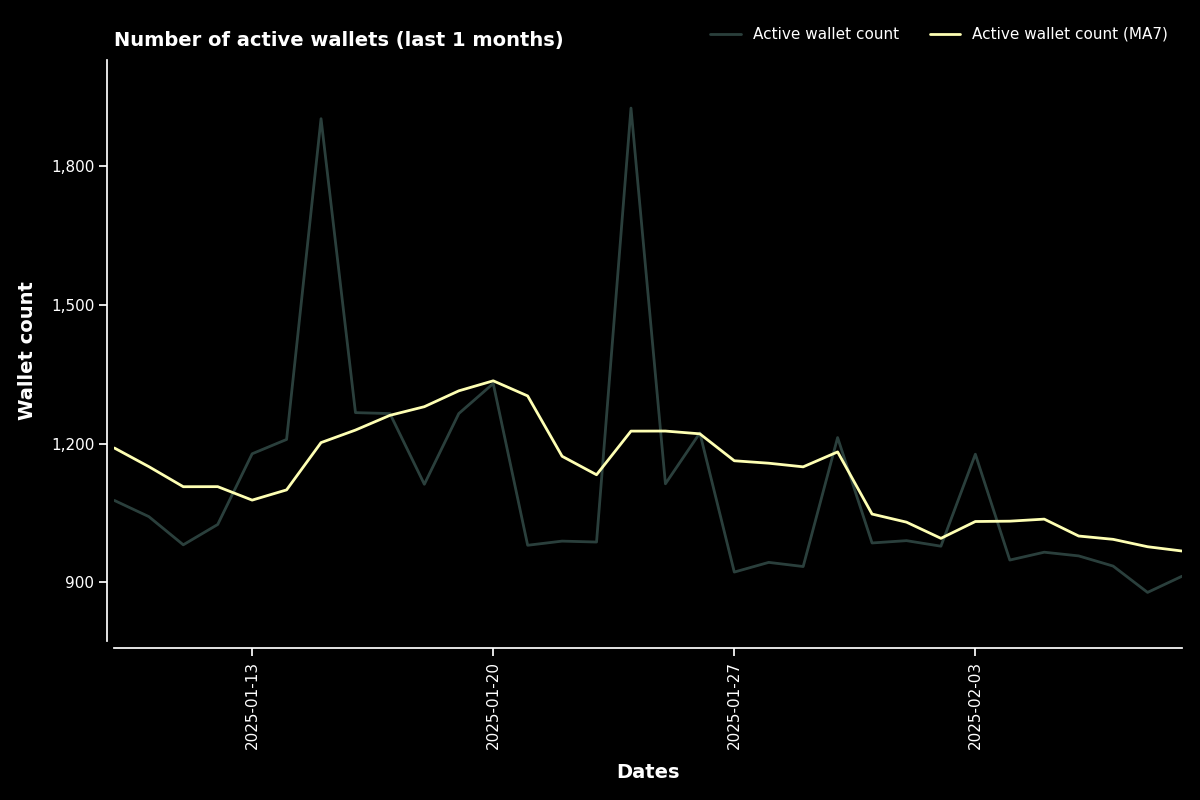 Number of active wallets (last 1 months)
Active wallet count
Active wallet count (MA7)
Wallet count
1,800
1,500
1,200
900
2025-01-13
2025-01-20
2025-01-27
2025-02-03
Dates